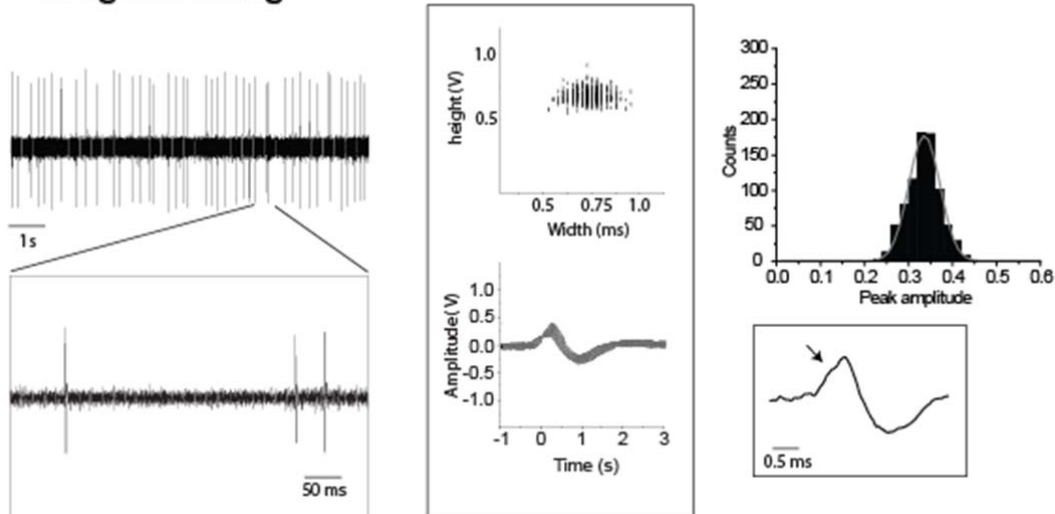 1s
50 ms
height (V)
1.0
0.5
0.5 0.75 1.0
Width (ms)
Amplitude(V)
1.0
0.5
0.0
-0.5
-1.0
-1 0 1 2 3
Time (s)
Counts
300
250
200
150
100
50
0
0.0 0.1 0.2 0.3 0.4 0.5 0.6
Peak amplitude
0.5 ms